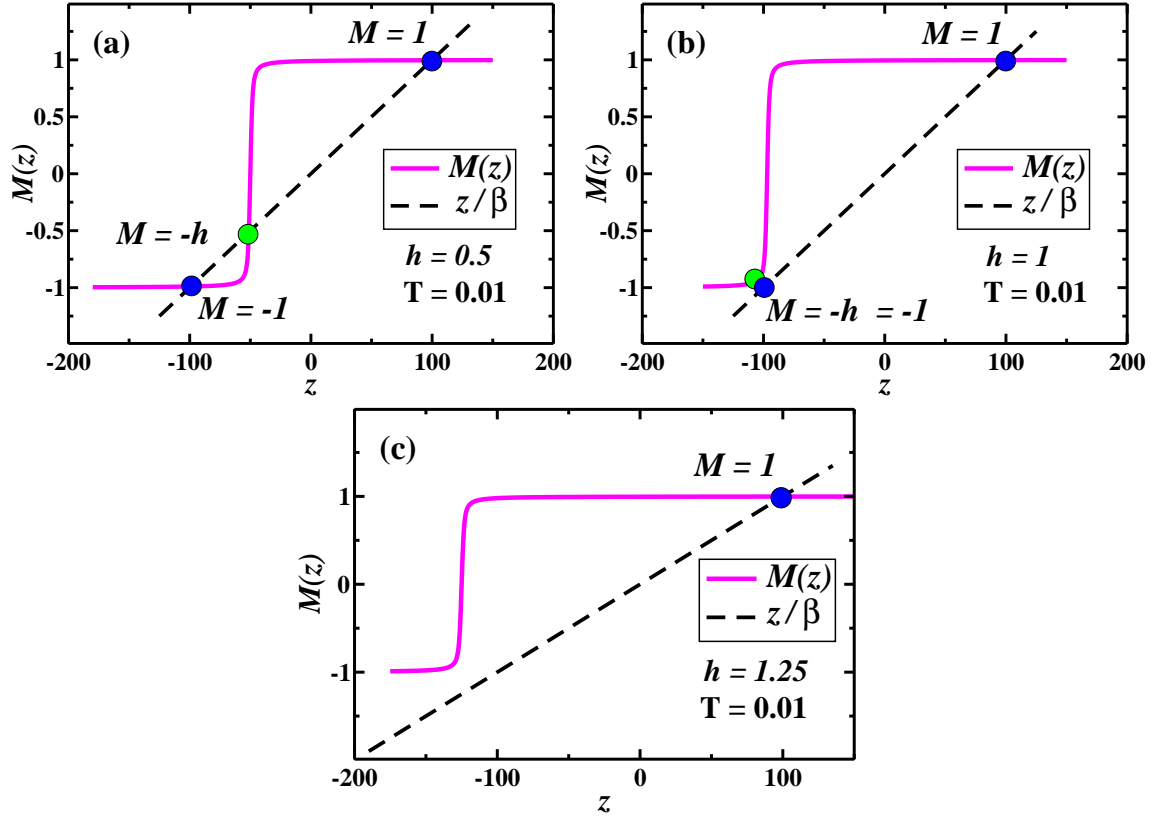 (a)
M = 1
1
0.5
0
-0.5
-1
M(z)
M(z)
z / β
M = -h
h = 0.5
T = 0.01
M = -1
-200
-100
0
100
200
z
(b)
M = 1
1
0.5
0
-0.5
-1
M(z)
M(z)
z / β
h = 1
T = 0.01
M = -h = -1
-200
-100
0
100
200
z
(c)
M = 1
1
0
-1
M(z)
M(z)
z / β
h = 1.25
T = 0.01
-200
-100
0
100
z